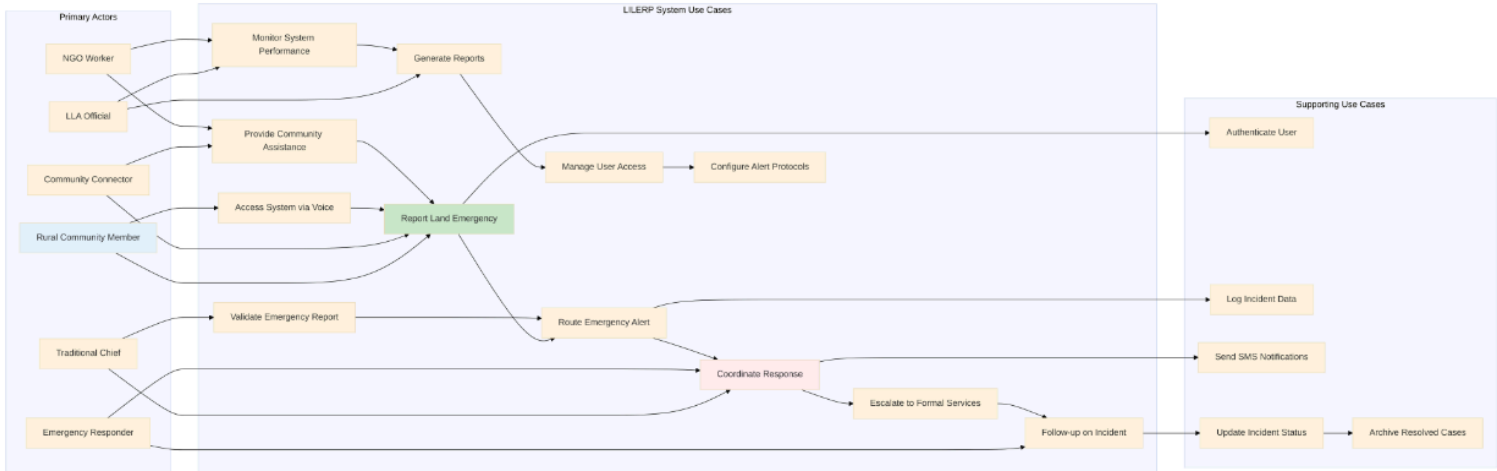 Primary Actors
NGO Worker
LLA Official
Community Connector
Rural Community Member
Traditional Chief
Emergency Responder
LILERP System Use Cases
Monitor System
Performance
Generate Reports
Provide Community
Assistance
Manage User Access
Configure Alert Protocols
Access System via Voice
Report Land Emergency
Validate Emergency Report
Route Emergency Alert
Coordinate Response
Escalate to Formal Services
Follow-up on Incident
Supporting Use Cases
Authenticate User
Log Incident Data
Send SMS Notifications
Update Incident Status
Archive Resolved Cases